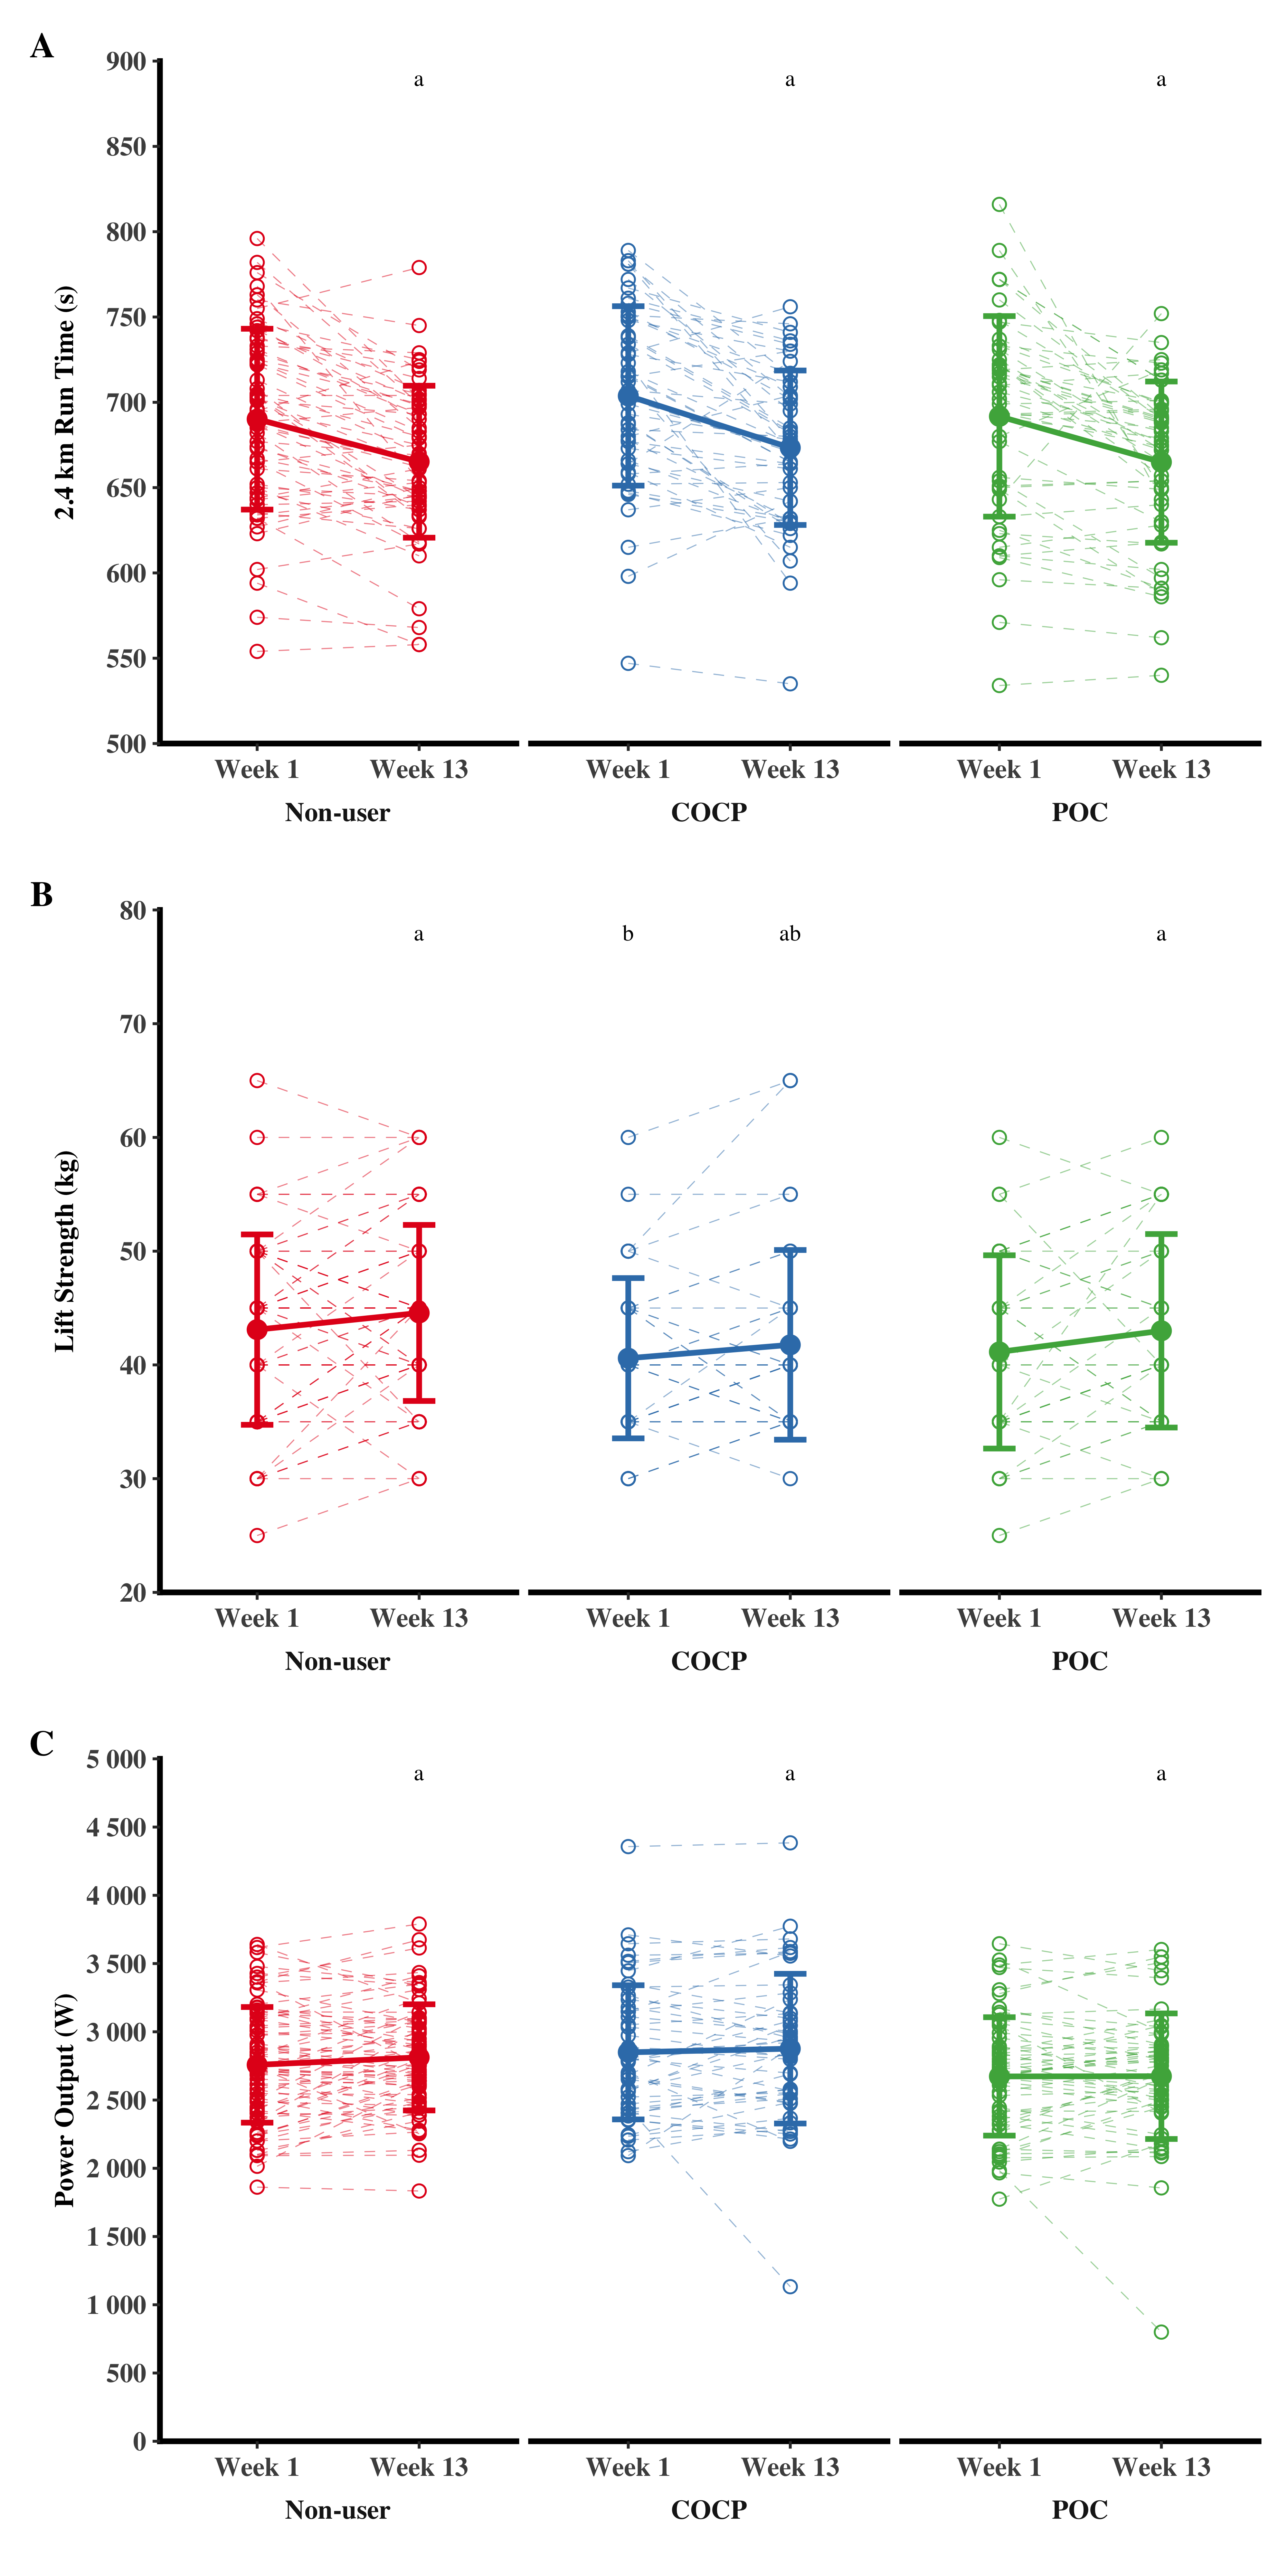 A
900
a a a
850
800
750
700
650
600
550
500
2.4 km Run Time (s)
Week 1 Week 13 Week 1 Week 13 Week 1 Week 13
Non-user COCP POC
B
80
a b ab a
70
60
50
40
30
20
Lift Strength (kg)
Week 1 Week 13 Week 1 Week 13 Week 1 Week 13
Non-user COCP POC
C
5 000
a a a
4 500
4 000
3 500
3 000
2 500
2 000
1 500
1 000
500
0
Power Output (W)
Week 1 Week 13 Week 1 Week 13 Week 1 Week 13
Non-user COCP POC